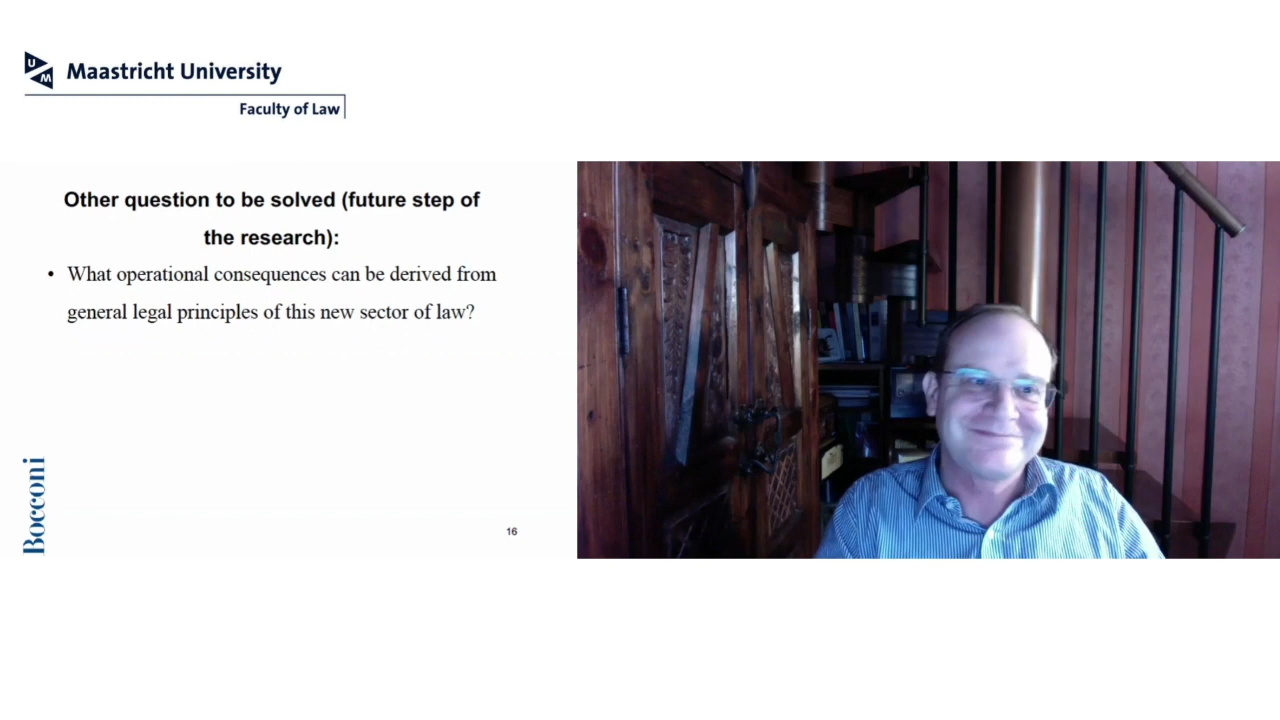 UM Maastricht University
Faculty of Law
Other question to be solved (future step of
the research):
• What operational consequences can be derived from
general legal principles of this new sector of law?
Bocconi
16